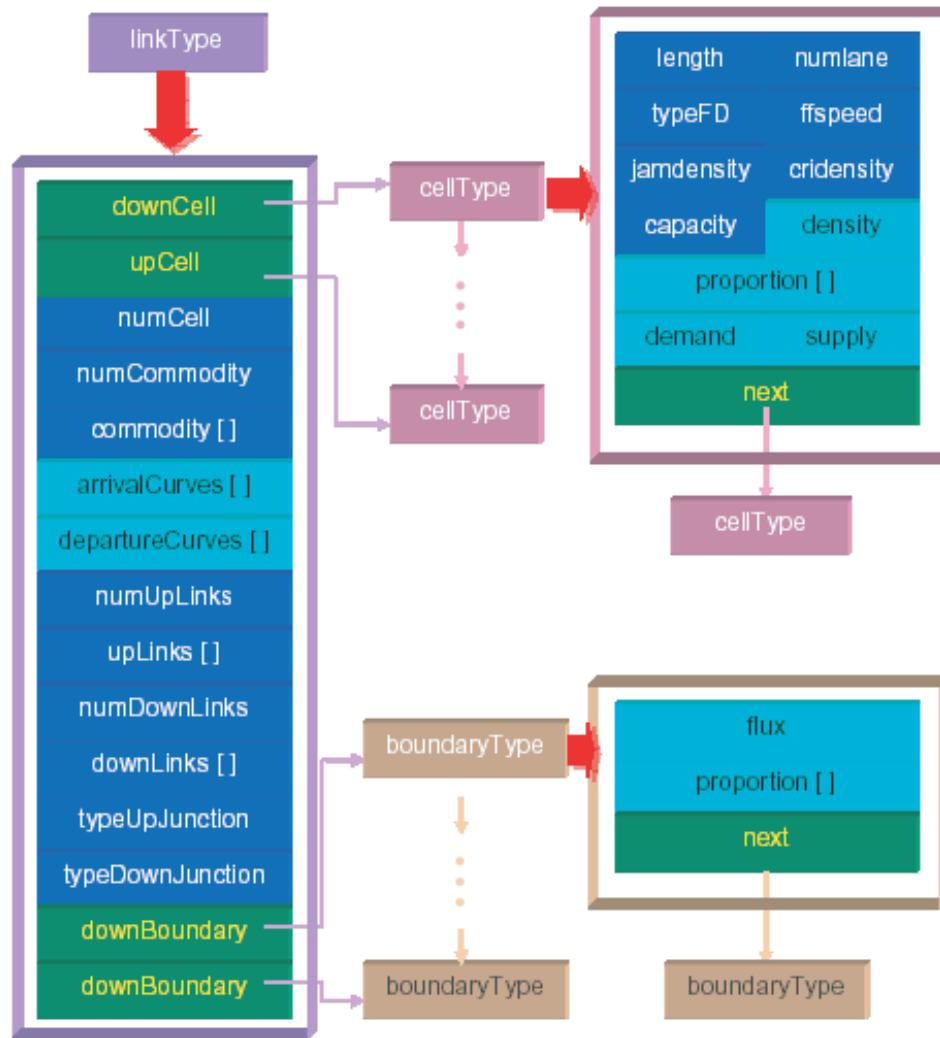 linkType
downCell
upCell
numCell
numCommodity
commodity [ ]
arrivalCurves [ ]
departureCurves [ ]
numUpLinks
upLinks [ ]
numDownLinks
downLinks [ ]
typeUpJunction
typeDownJunction
downBoundary
downBoundary
cellType
cellType
length numlane
typeFD ffspeed
jamdensity cridensity
capacity density
proportion [ ]
demand supply
next
cellType
boundaryType
boundaryType
flux
proportion [ ]
next
boundaryType